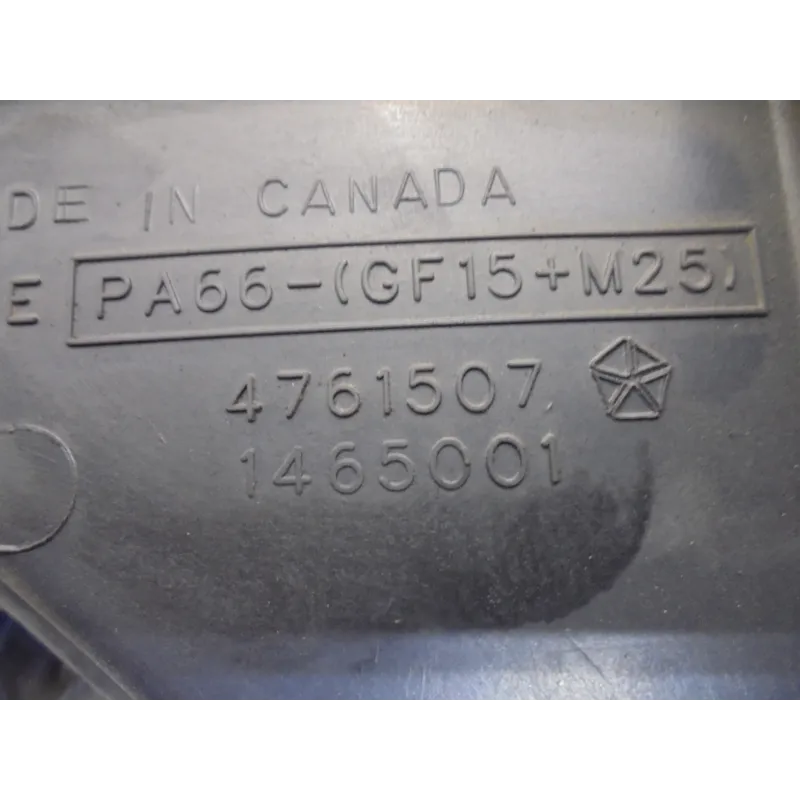 DE IN CANADA
E PA66-(GF15+M25)
4761507
1465001